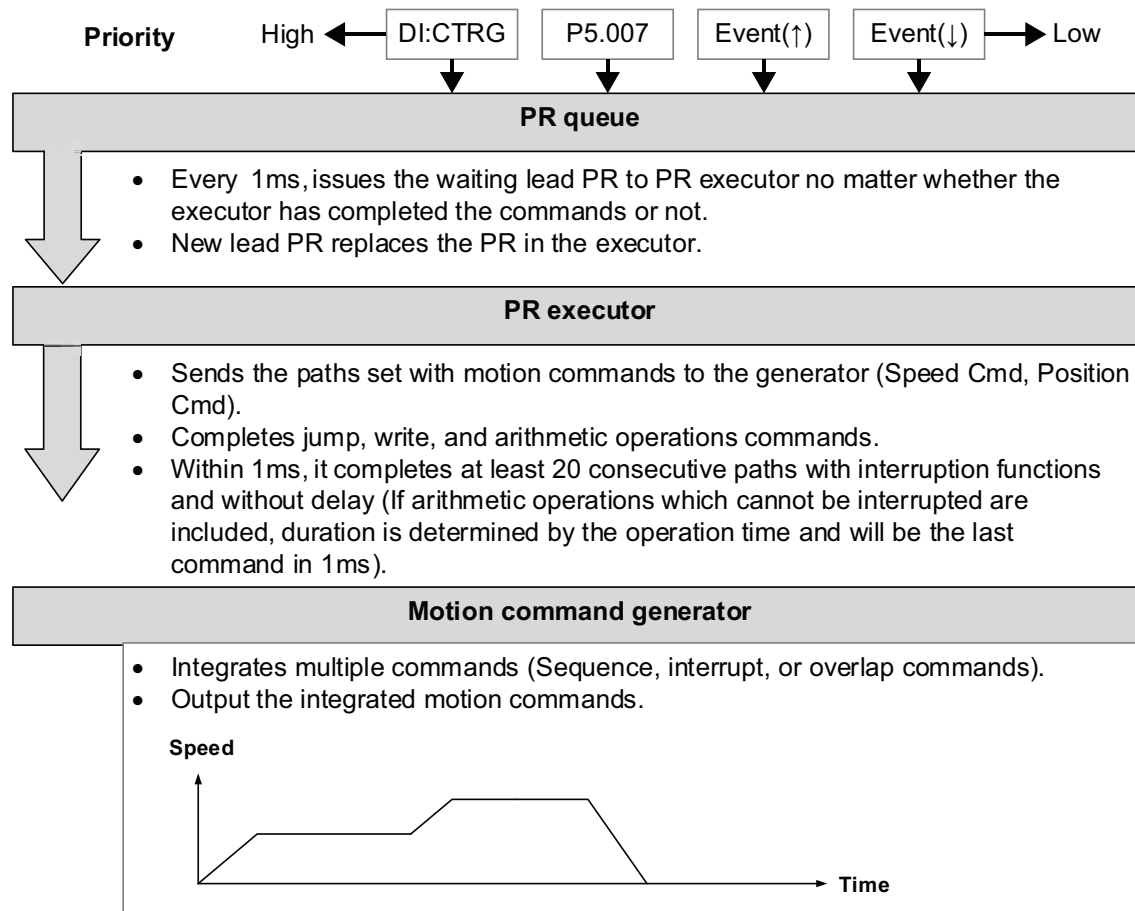 Priority High DI:CTRG P5.007 Event(↑) Event(↓) Low
PR queue
• Every 1ms, issues the waiting lead PR to PR executor no matter whether the
executor has completed the commands or not.
• New lead PR replaces the PR in the executor.
PR executor
• Sends the paths set with motion commands to the generator (Speed Cmd, Position
Cmd).
• Completes jump, write, and arithmetic operations commands.
• Within 1ms, it completes at least 20 consecutive paths with interruption functions
and without delay (If arithmetic operations which cannot be interrupted are
included, duration is determined by the operation time and will be the last
command in 1ms).
Motion command generator
• Integrates multiple commands (Sequence, interrupt, or overlap commands).
• Output the integrated motion commands.
Speed
Time